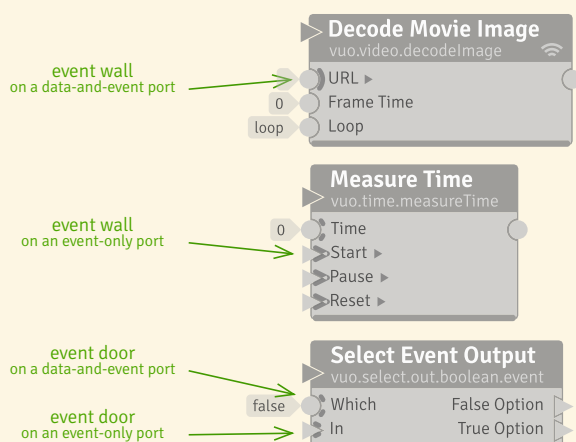 Decode Movie Image
vuo.video.decodeImage
event wall
on a data-and-event port
URL
0
Frame Time
loop
Loop
Measure Time
vuo.time.measureTime
event wall
on an event-only port
0
Time
Start
Pause
Reset
Select Event Output
vuo.select.out.boolean.event
event door
on a data-and-event port
false
Which
False Option
event door
on an event-only port
In
True Option